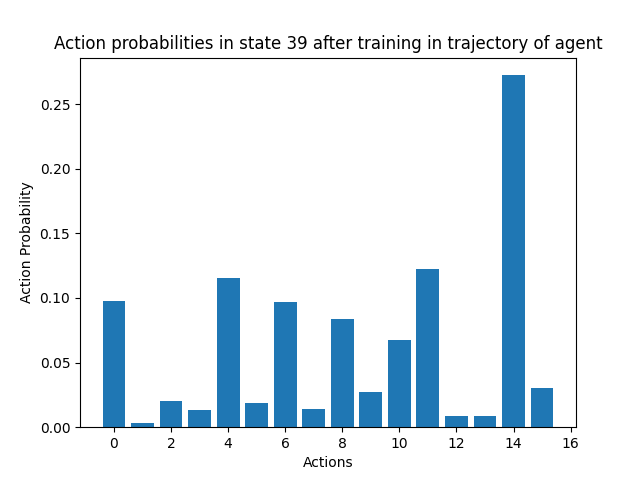 Action probabilities in state 39 after training in trajectory of agent
0.25
0.20
0.15
0.10
0.05
0.00
Action Probability
0 2 4 6 8 10 12 14 16
Actions